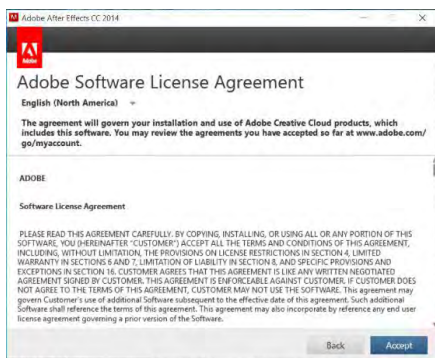 Adobe After Effects CC 2014
Adobe
Adobe Software License Agreement
English (North America)
The agreement will govern your installation and use of Adobe Creative Cloud products, which
includes this software. You may review the agreements you have accepted so far at www.adobe.com/
go/myaccount.
ADOBE
Software License Agreement
PLEASE READ THIS AGREEMENT CAREFULLY. BY COPYING, INSTALLING, OR USING ALL OR ANY PORTION OF THIS
SOFTWARE, YOU (HEREINAFTER "CUSTOMER") ACCEPT ALL THE TERMS AND CONDITIONS OF THIS AGREEMENT,
INCLUDING, WITHOUT LIMITATION, THE PROVISIONS ON LICENSE RESTRICTIONS IN SECTION 4, LIMITED
WARRANTY IN SECTIONS 6 AND 7, LIMITATION OF LIABILITY IN SECTION 8, AND SPECIFIC PROVISIONS AND
EXCEPTIONS IN SECTION 16. CUSTOMER AGREES THAT THIS AGREEMENT IS LIKE ANY WRITTEN NEGOTIATED
AGREEMENT SIGNED BY CUSTOMER. THIS AGREEMENT IS ENFORCEABLE AGAINST CUSTOMER. IF CUSTOMER DOES
NOT AGREE TO THE TERMS OF THIS AGREEMENT, CUSTOMER MAY NOT USE THE SOFTWARE. This agreement may
govern Customer's use of additional Software subsequent to the effective date of this agreement. Such additional
Software shall reference the terms of this agreement. This agreement may also incorporate by reference any end user
license agreement governing a prior version of the Software.
Back
Accept